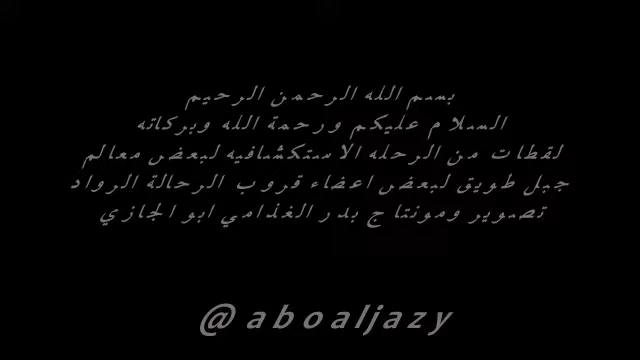 بسم الله الرحمن الرحيم
السلام عليكم ورحمة الله وبركاته
لقطات من الرحله الاستكشافيه لبعض معالم
جبل طويق لبعض اعضاء قروب الرحالة الرواد
تصوير ومونتاج بدر الغذامي ابو الجازي
@aboaljazy